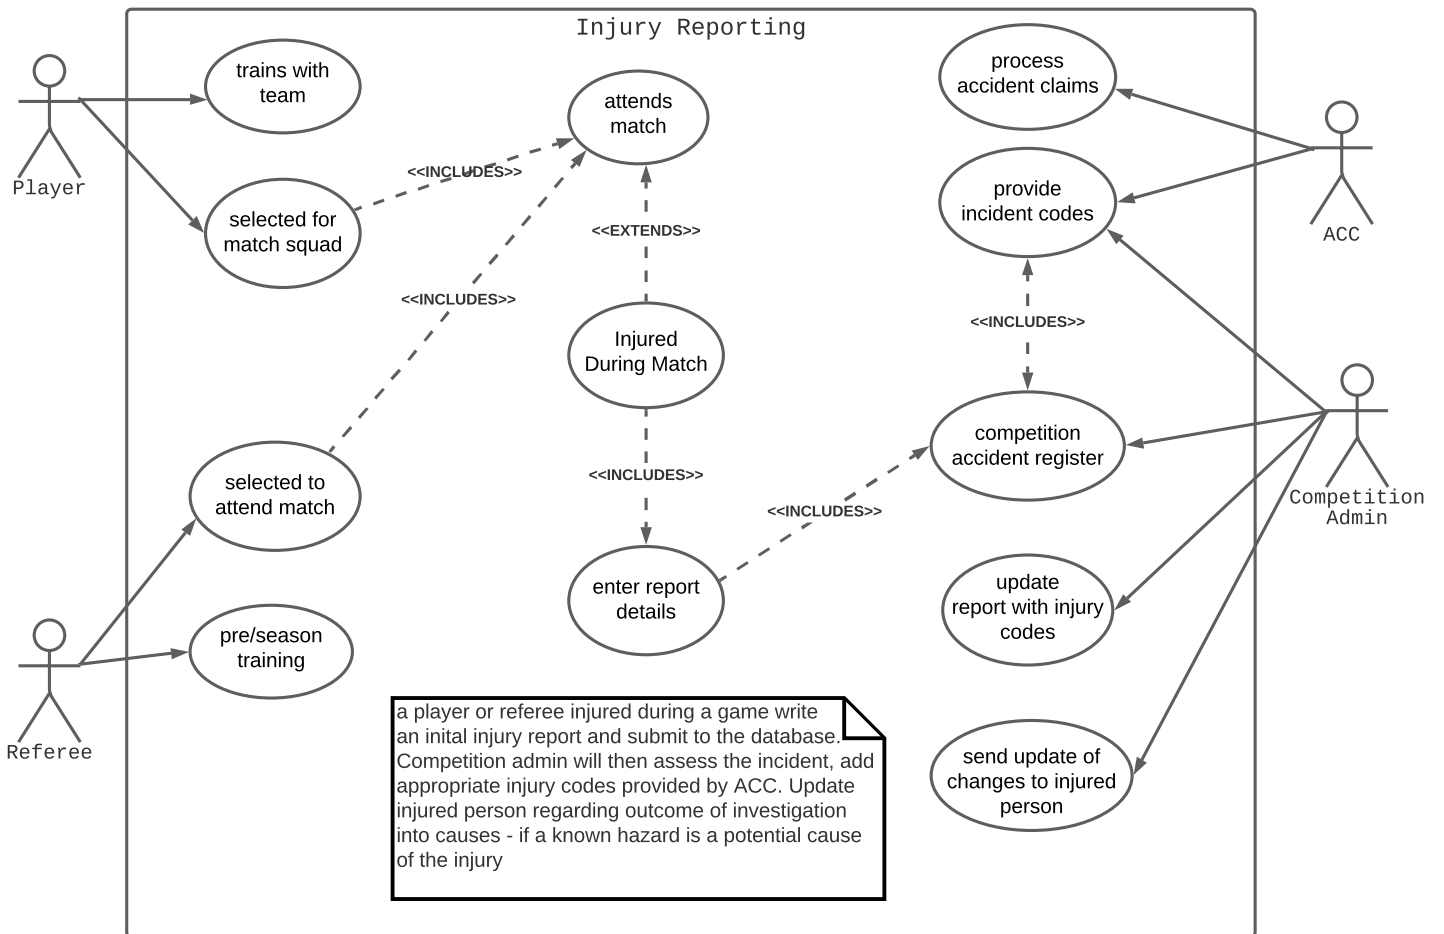 Injury Reporting
trains with
team
attends
match
process
accident claims
Player
<<INCLUDES>>
selected for
match squad
provide
incident codes
ACC
<<EXTENDS>>
<<INCLUDES>>
<<INCLUDES>>
Injured
During Match
competition
accident register
<<INCLUDES>>
selected to
attend match
<<INCLUDES>>
Competition
Admin
enter report
details
update
report with injury
codes
pre/season
training
Referee
a player or referee injured during a game write
an inital injury report and submit to the database.
Competition admin will then assess the incident, add
appropriate injury codes provided by ACC. Update
injured person regarding outcome of investigation
into causes - if a known hazard is a potential cause
of the injury
send update of
changes to injured
person